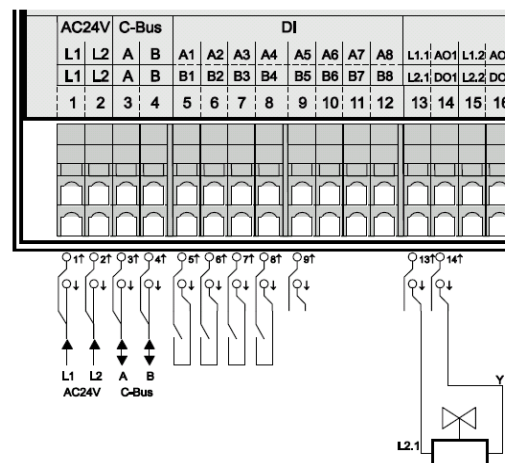 AC24V C-Bus DI
L1 L2 A B A1 A2 A3 A4 A5 A6 A7 A8 L1.1 AO1 L1.2 AO
L1 L2 A B B1 B2 B3 B4 B5 B6 B7 B8 L2.1 DO1 L2.2 DO
1 2 3 4 5 6 7 8 9 10 11 12 13 14 15 16
1↑ 2↑ 3↑ 4↑ 5↑ 6↑ 7↑ 8↑ 9↑ 13↑ 14↑
↓ ↓ ↓ ↓ ↓ ↓ ↓ ↓ ↓ ↓ ↓
L1 L2 A B Y
AC24V C-Bus
L2.1